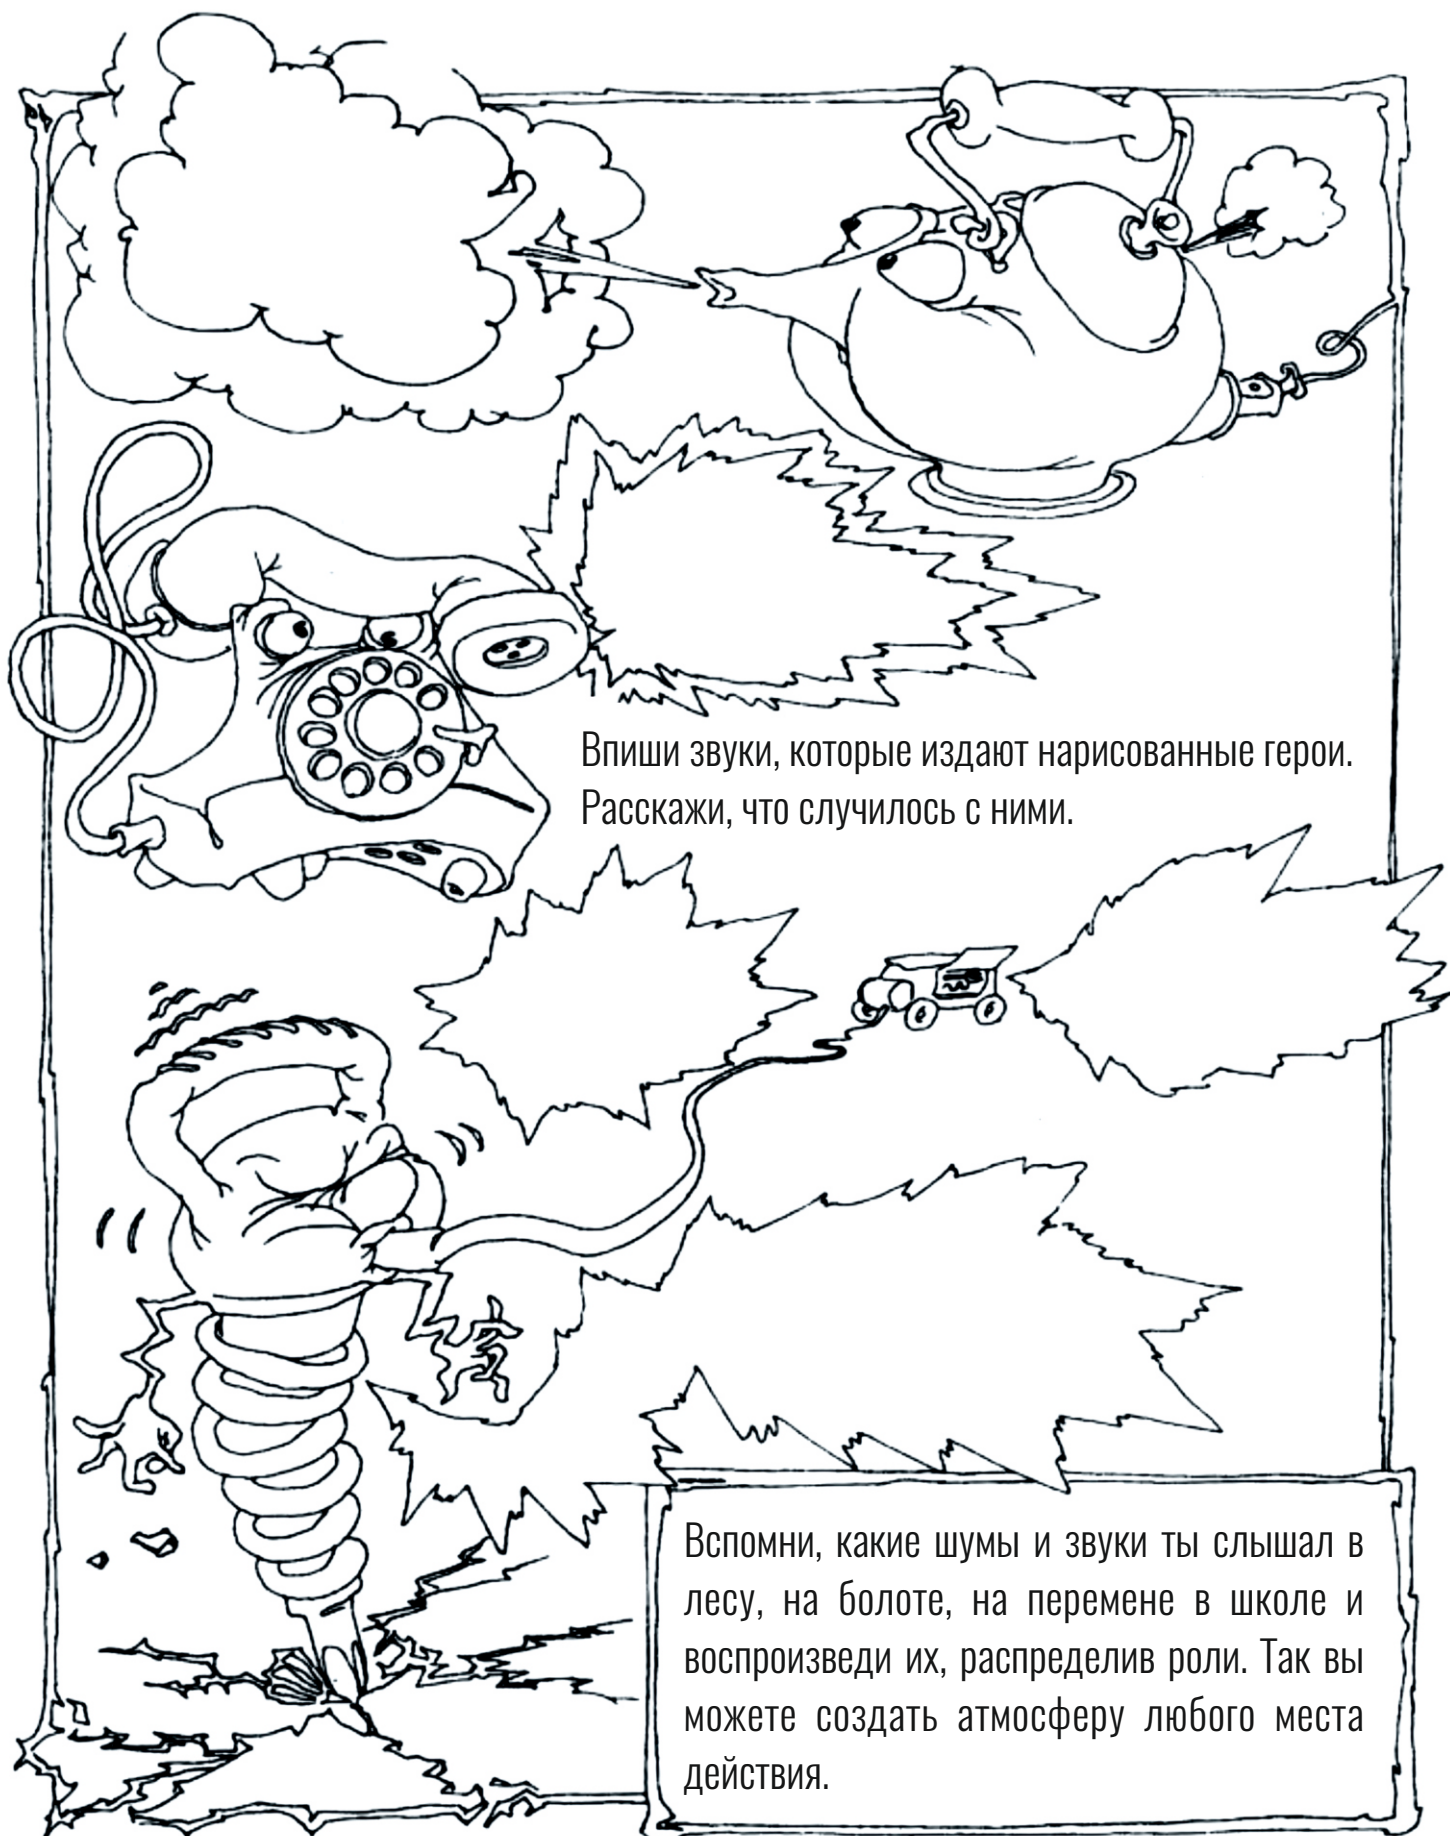 Впиши звуки, которые издают нарисованные герои.
Расскажи, что случилось с ними.
Вспомни, какие шумы и звуки ты слышал в
лесу, на болоте, на перемене в школе и
воспроизведи их, распределив роли. Так вы
можете создать атмосферу любого места
действия.